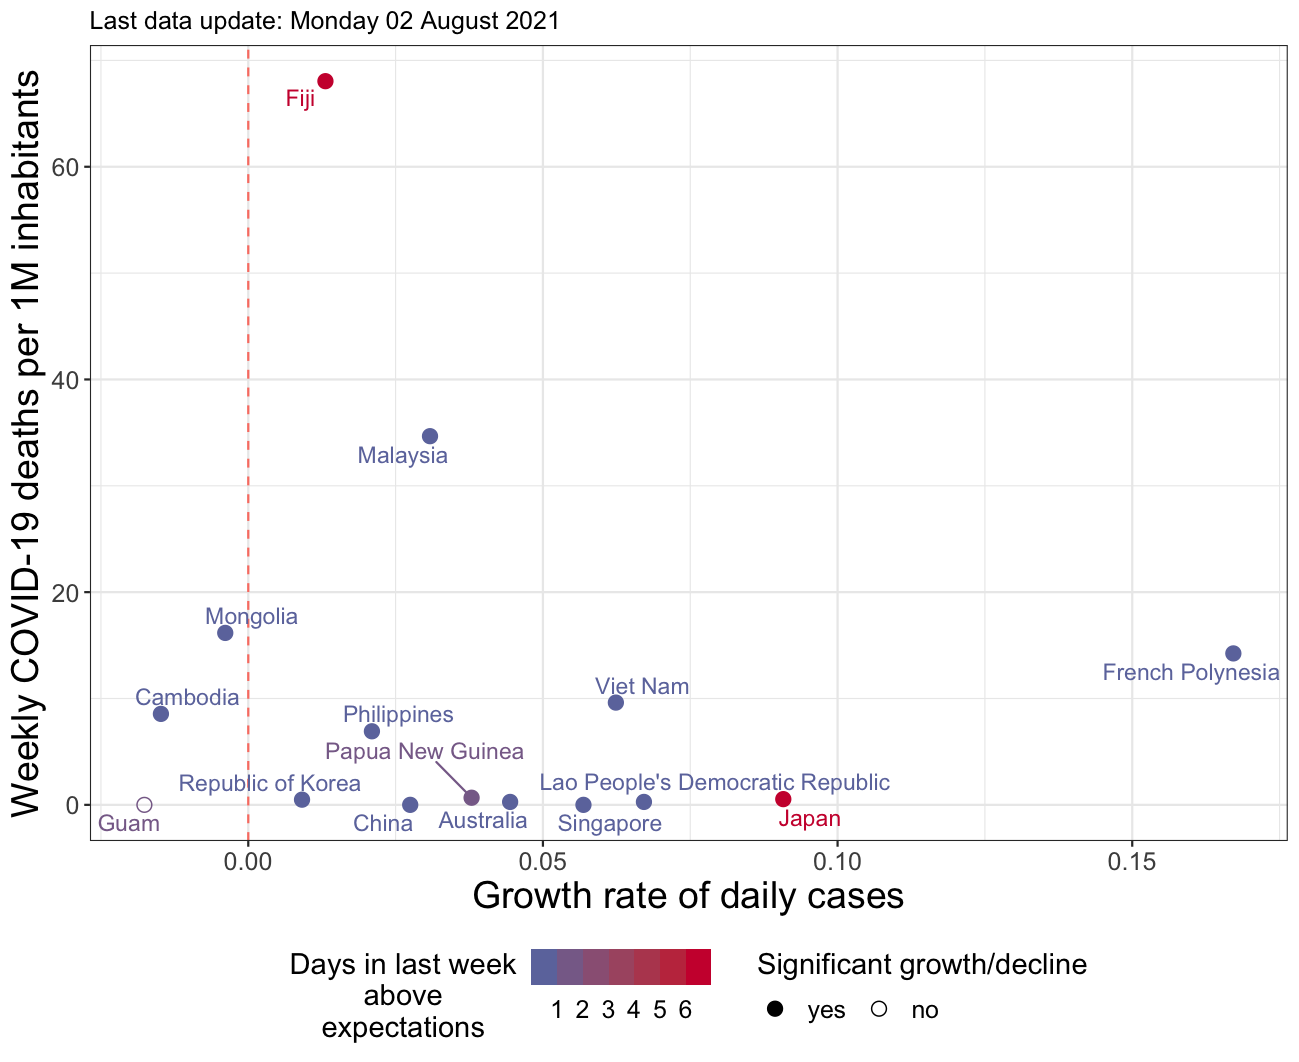 Last data update: Monday 02 August 2021
Weekly COVID-19 deaths per 1M inhabitants
60
40
20
0
Fiji
Malaysia
Mongolia
French Polynesia
Viet Nam
Cambodia
Philippines
Papua New Guinea
Republic of Korea
Lao People's Democratic Republic
Guam
China
Australia
Singapore
Japan
0.00 0.05 0.10 0.15
Growth rate of daily cases
Days in last week
above
expectations
1 2 3 4 5 6
Significant growth/decline
yes no